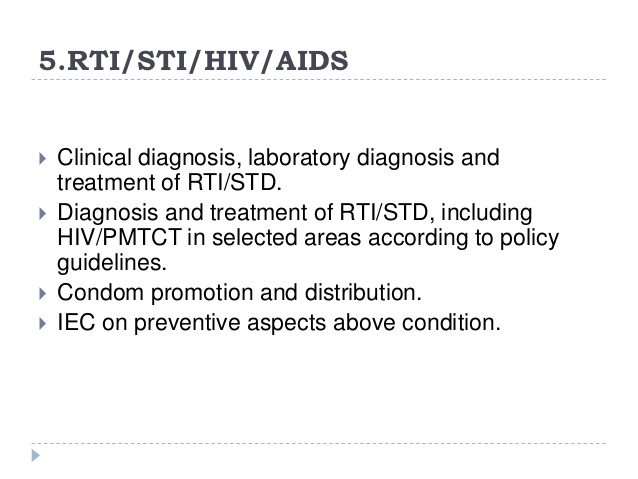 5.RTI/STI/HIV/AIDS
Clinical diagnosis, laboratory diagnosis and
treatment of RTI/STD.
Diagnosis and treatment of RTI/STD, including
HIV/PMTCT in selected areas according to policy
guidelines.
Condom promotion and distribution.
IEC on preventive aspects above condition.